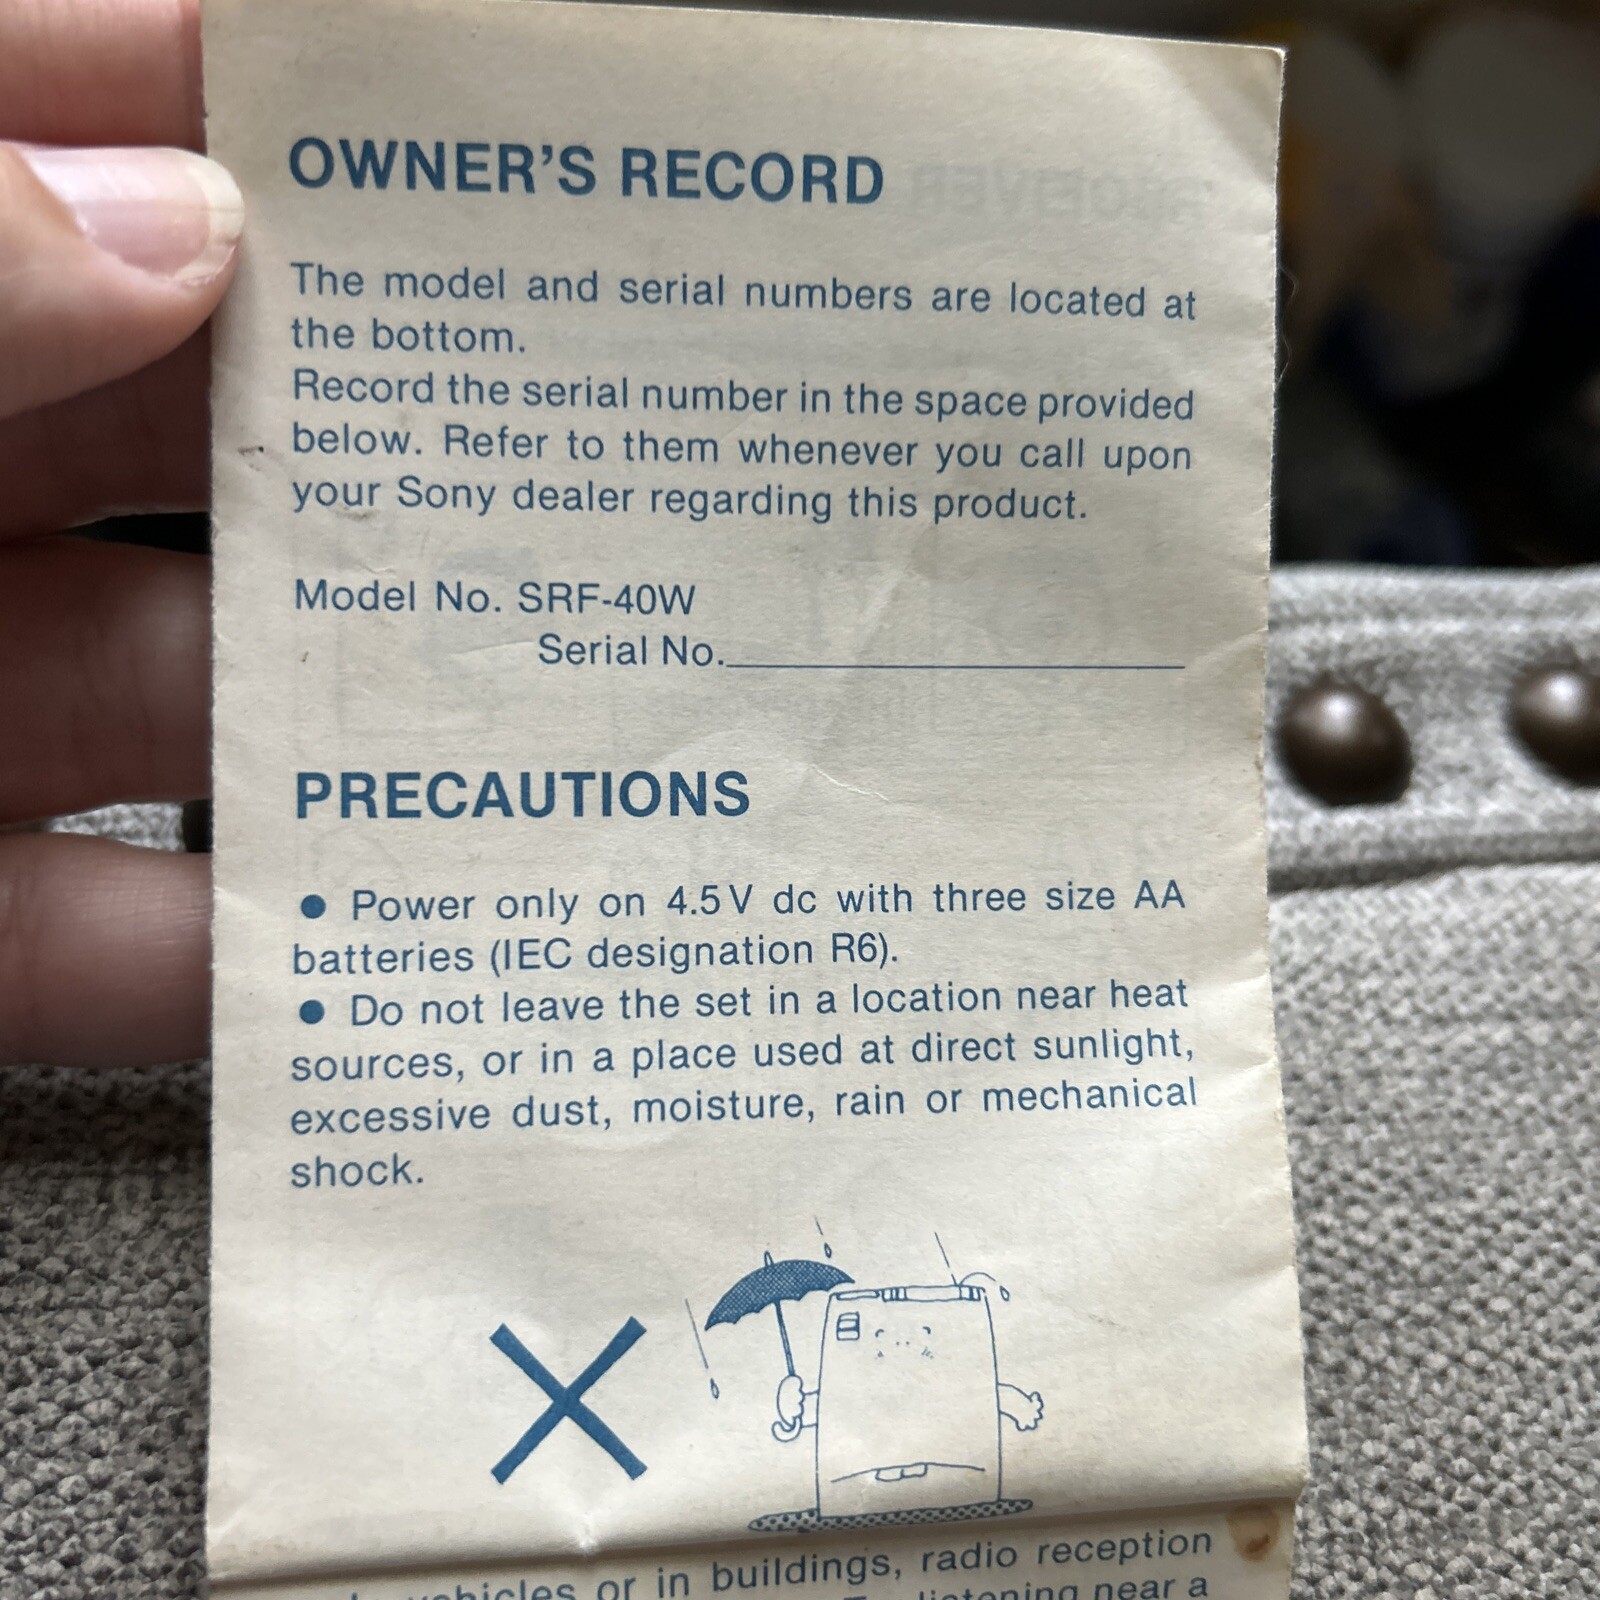 OWNER'S RECORD
The model and serial numbers are located at
the bottom.
Record the serial number in the space provided
below. Refer to them whenever you call upon
your Sony dealer regarding this product.
Model No. SRF-40W
Serial No.
PRECAUTIONS
● Power only on 4.5V dc with three size AA
batteries (IEC designation R6).
● Do not leave the set in a location near heat
sources, or in a place used at direct sunlight,
excessive dust, moisture, rain or mechanical
shock.
vehicles or in buildings, radio reception
listening near a